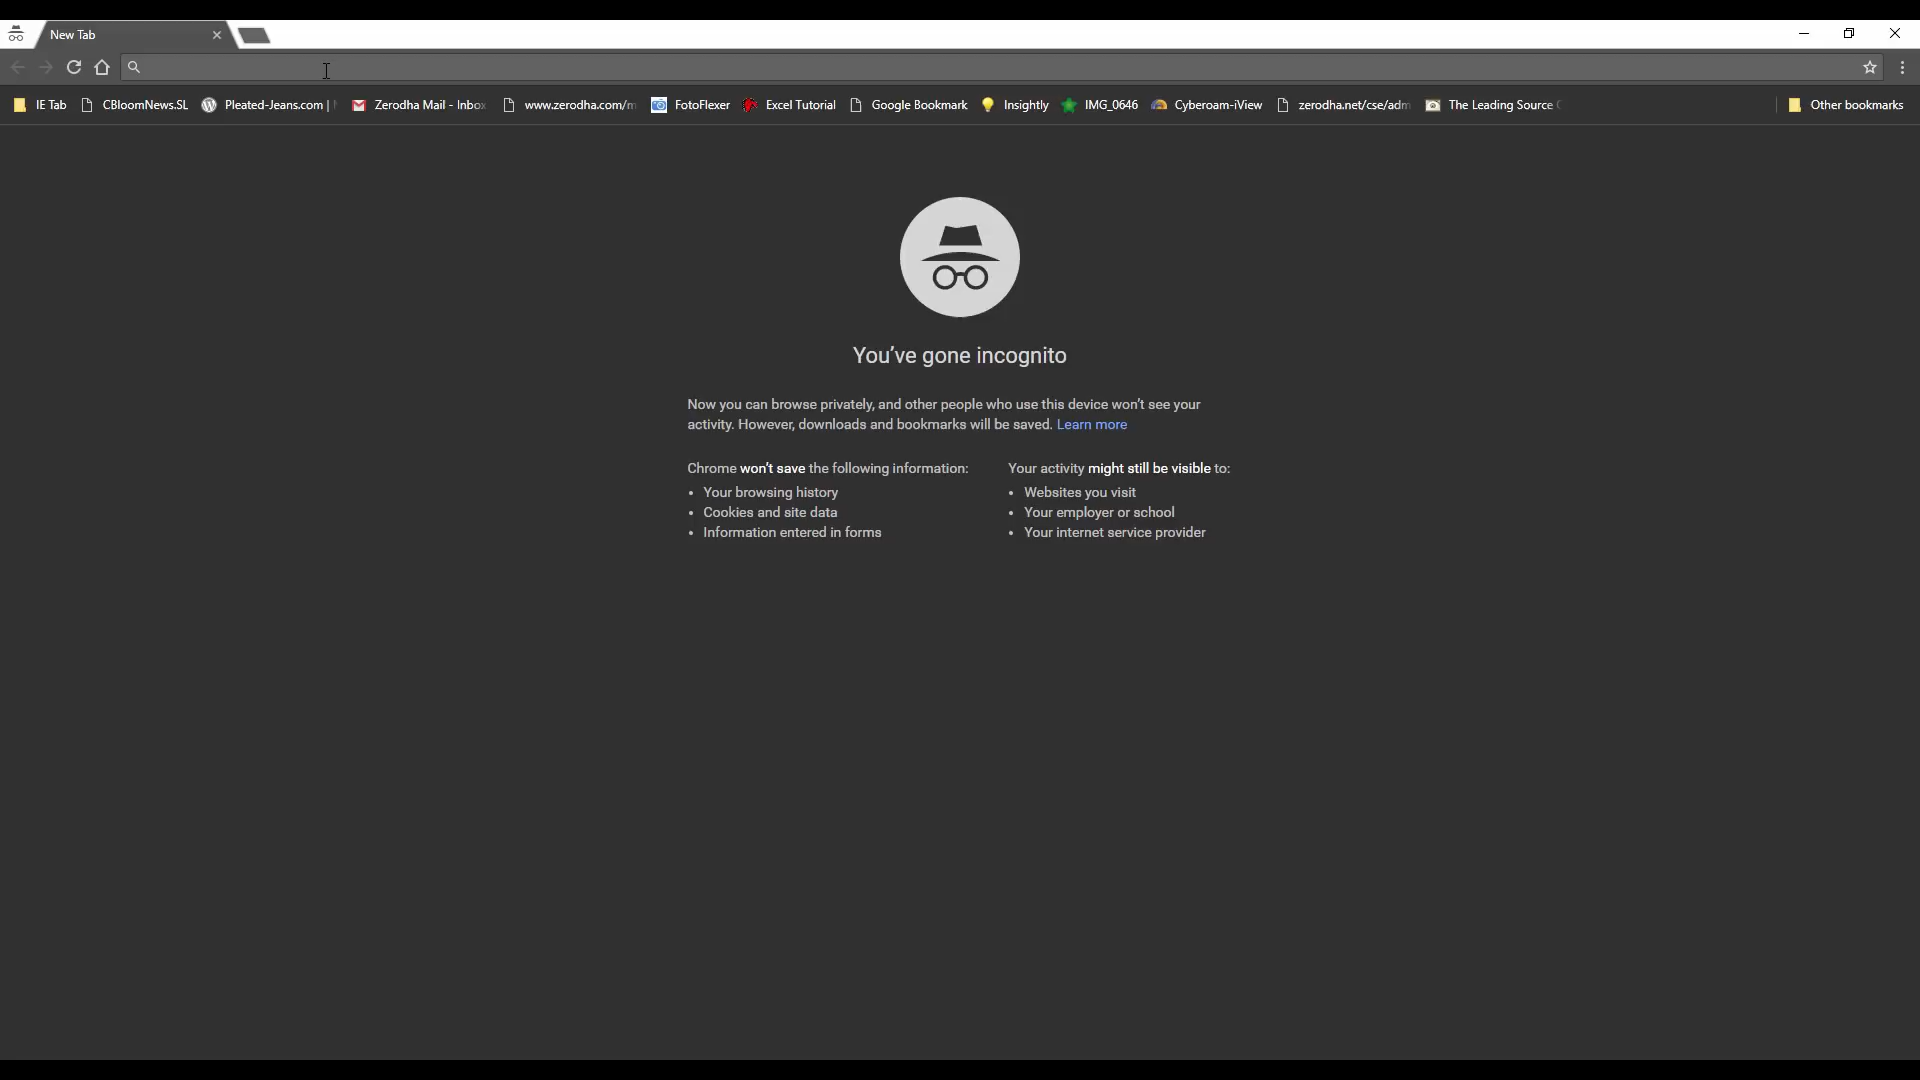 New Tab
IE Tab CBloomNews.SL Pleated-Jeans.com | Zerodha Mail - Inbox www.zerodha.com/m FotoFlexer Excel Tutorial Google Bookmark Insightly IMG_0646 Cyberoam-iView zerodha.net/cse/adm The Leading Source Other bookmarks
You've gone incognito
Now you can browse privately, and other people who use this device won't see your
activity. However, downloads and bookmarks will be saved. Learn more
Chrome won't save the following information:
• Your browsing history
• Cookies and site data
• Information entered in forms
Your activity might still be visible to:
• Websites you visit
• Your employer or school
• Your internet service provider